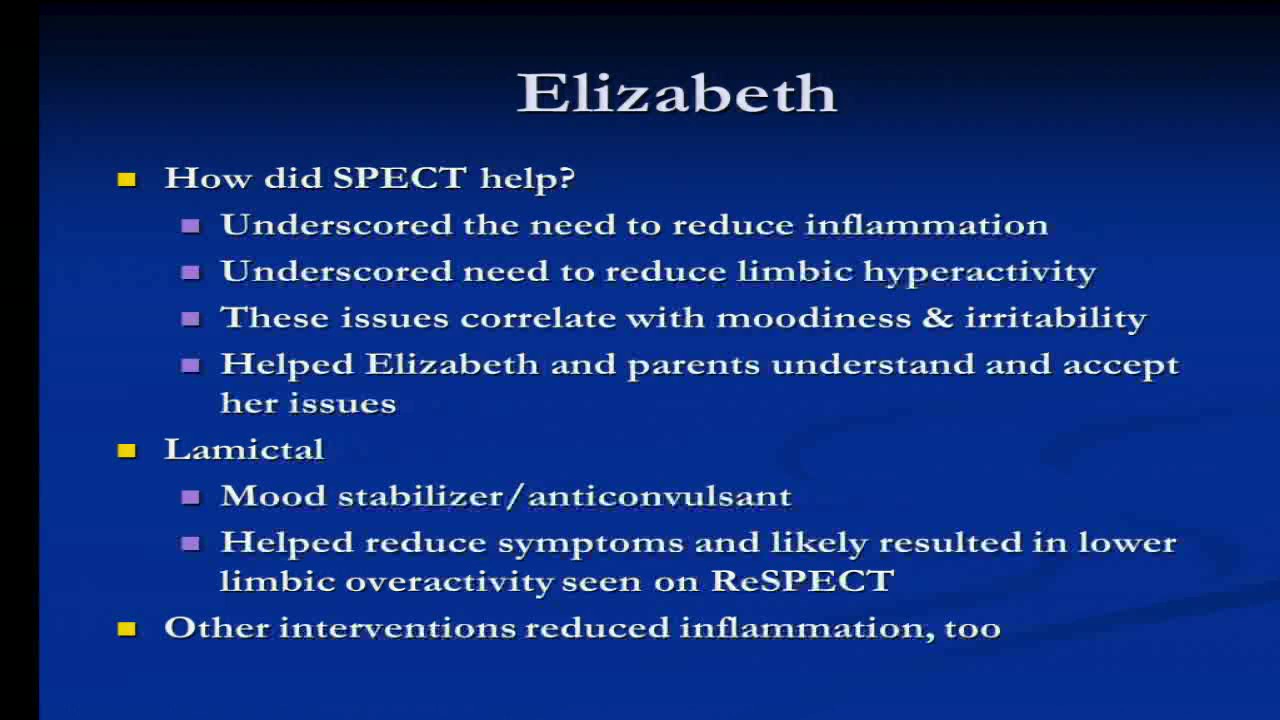 Elizabeth
How did SPECT help?
Underscored the need to reduce inflammation
Underscored need to reduce limbic hyperactivity
These issues correlate with moodiness & irritability
Helped Elizabeth and parents understand and accept
her issues
Lamictal
Mood stabilizer/anticonvulsant
Helped reduce symptoms and likely resulted in lower
limbic overactivity seen on ReSPECT
Other interventions reduced inflammation, too